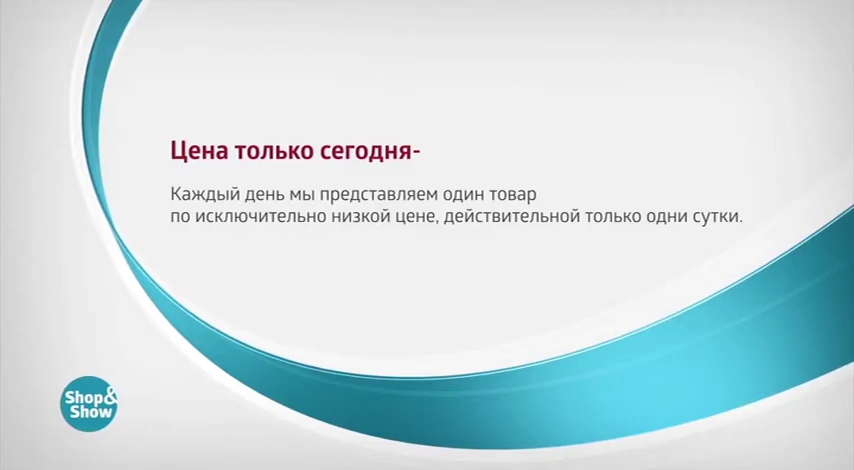 Цена только сегодня-
Каждый день мы представляем один товар
по исключительно низкой цене, действительной только одни сутки.
Shop&
Show